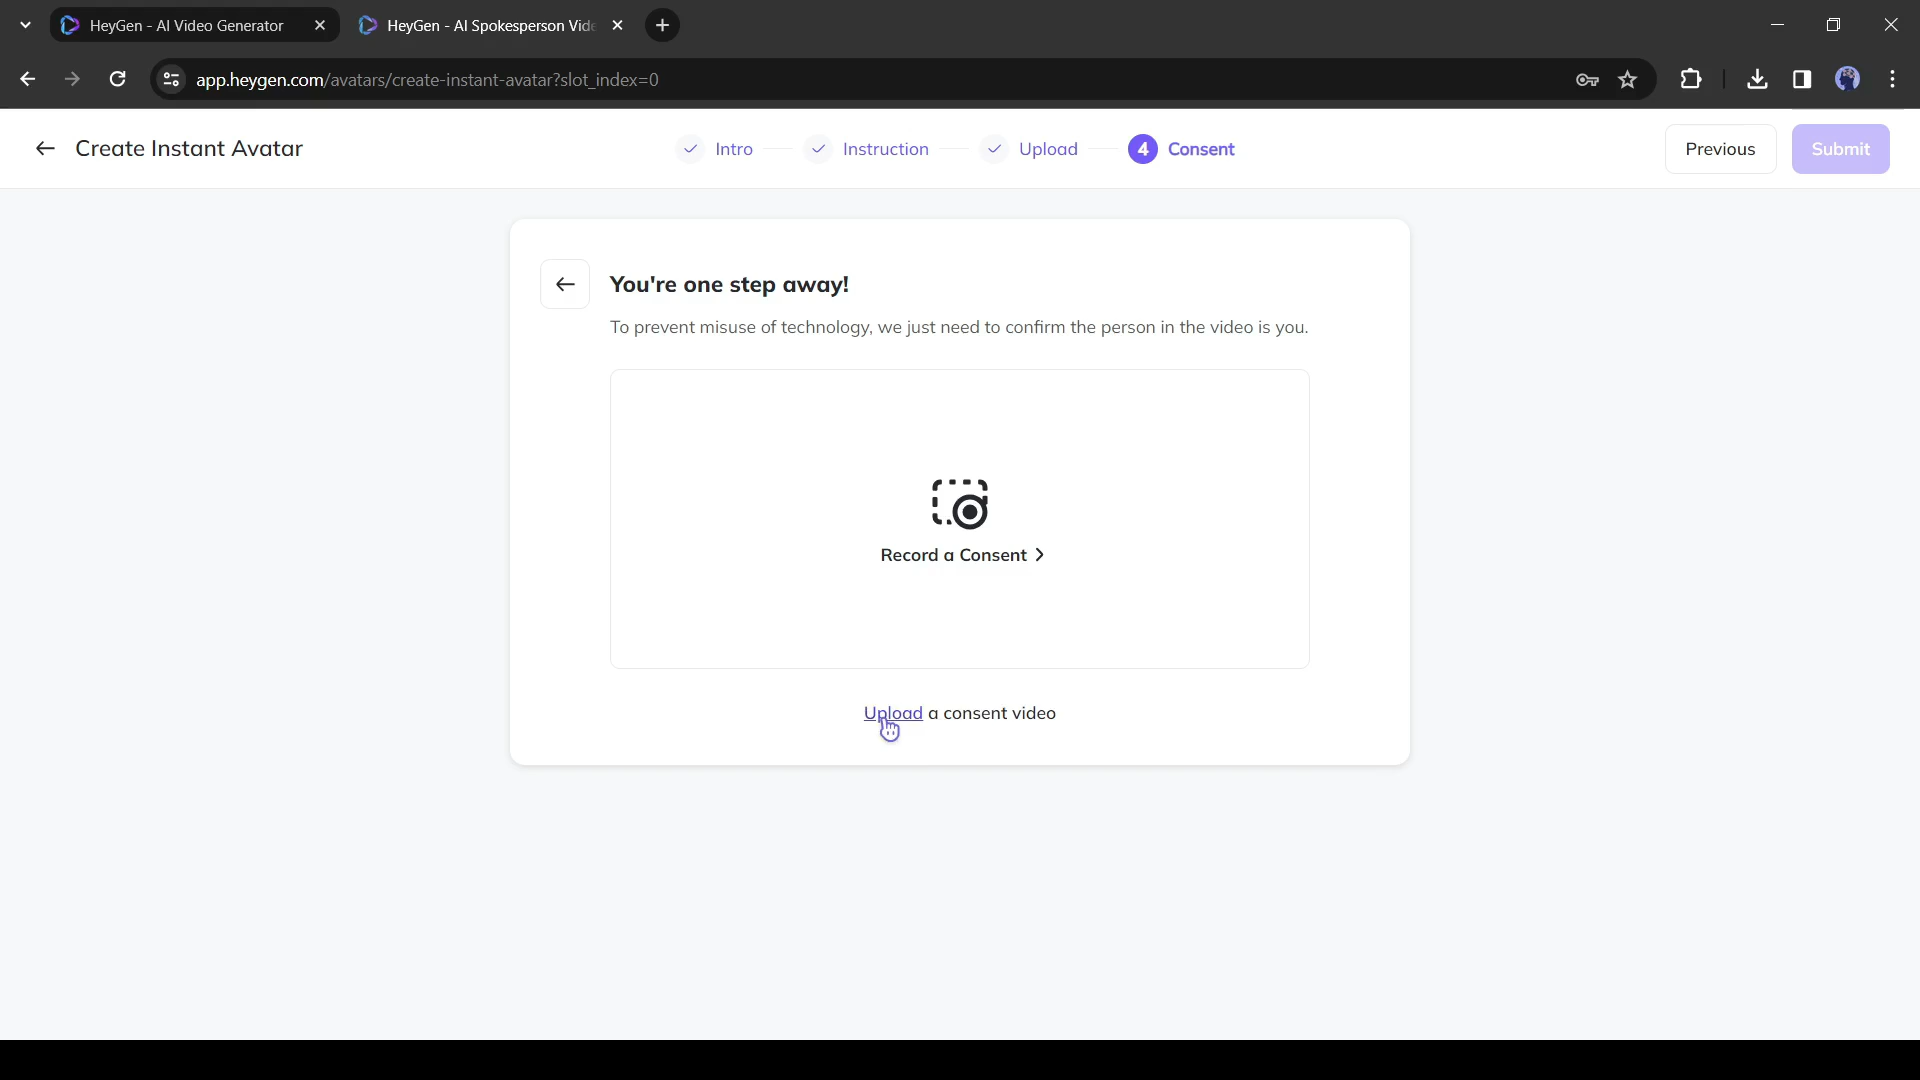 HeyGen - AI Video Generator
HeyGen - AI Spokesperson Vide
app.heygen.com/avatars/create-instant-avatar?slot_index=0
Create Instant Avatar
Intro
Instruction
Upload
4 Consent
Previous
Submit
You're one step away!
To prevent misuse of technology, we just need to confirm the person in the video is you.
Record a Consent
Upload a consent video